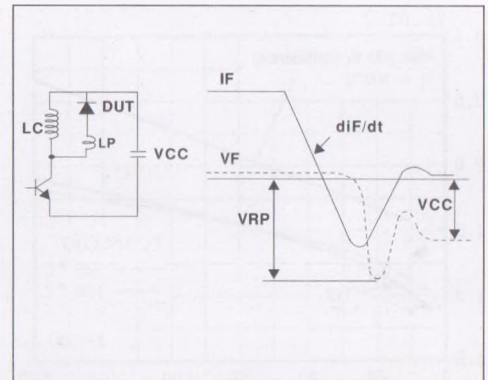 DUT
LC
LP
VCC
IF
diF/dt
VF
VRP
VCC